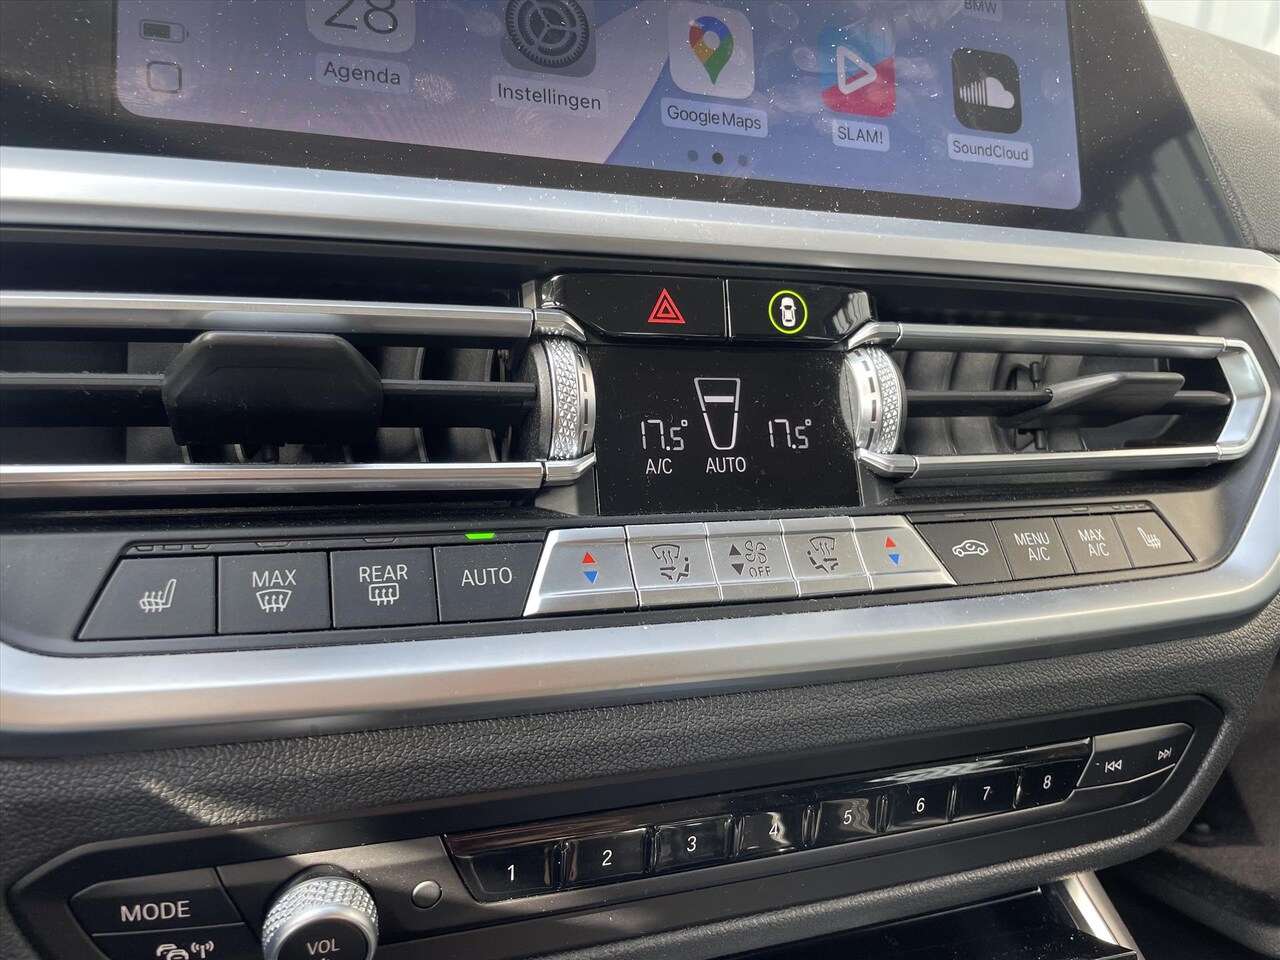 28
BMW
Agenda
Instellingen
Google Maps
SLAM!
SoundCloud
17.5°
17.5°
A/C
AUTO
MAX
REAR
AUTO
OFF
MENU
A/C
MAX
A/C
1
2
3
4
5
6
7
8
MODE
VOL